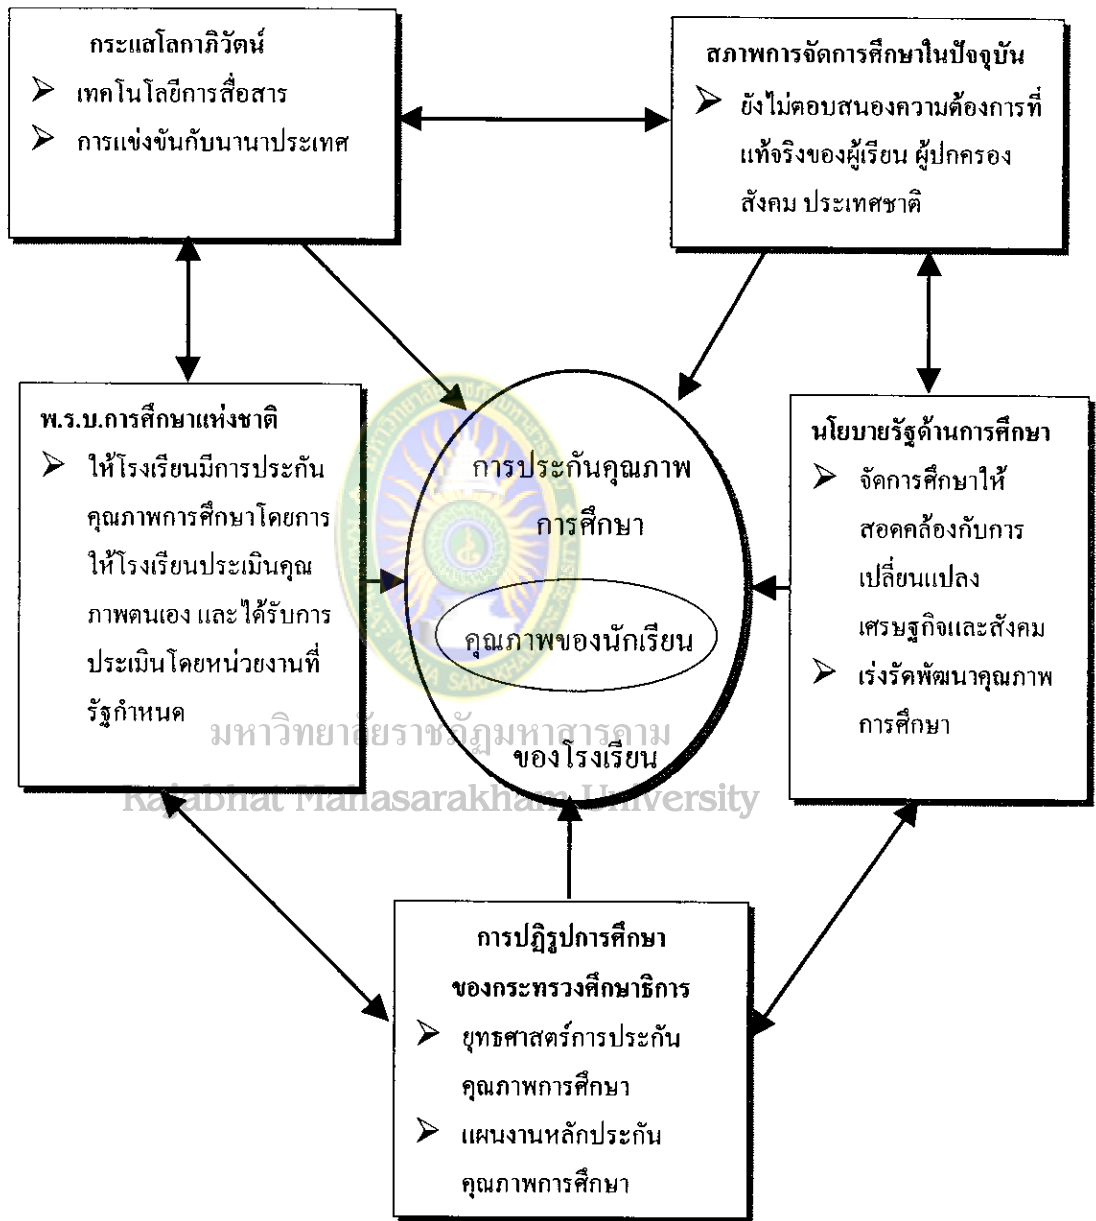 กระแสโลกาภิวัตน์
➤ เทคโนโลยีการสื่อสาร
➤ การแข่งขันกับนานาประเทศ
สภาพการจัดการศึกษาในปัจจุบัน
➤ ยังไม่ตอบสนองความต้องการที่
แท้จริงของผู้เรียน ผู้ปกครอง
สังคม ประเทศชาติ
พ.ร.บ.การศึกษาแห่งชาติ
➤ ให้โรงเรียนมีการประกัน
คุณภาพการศึกษาโดยการ
ให้โรงเรียนประเมินคุณ
ภาพตนเอง และได้รับการ
ประเมินโดยหน่วยงานที่
รัฐกำหนด
การประกันคุณภาพ
การศึกษา
คุณภาพของนักเรียน
ของโรงเรียน
นโยบายรัฐด้านการศึกษา
➤ จัดการศึกษาให้
สอดคล้องกับการ
เปลี่ยนแปลง
เศรษฐกิจและสังคม
➤ เร่งรัดพัฒนาคุณภาพ
การศึกษา
มหาวิทยาลัยราชภัฏมหาสารคาม
Rajabhat Mahasarakham University
การปฏิรูปการศึกษา
ของกระทรวงศึกษาธิการ
➤ ยุทธศาสตร์การประกัน
คุณภาพการศึกษา
➤ แผนงานหลักประกัน
คุณภาพการศึกษา